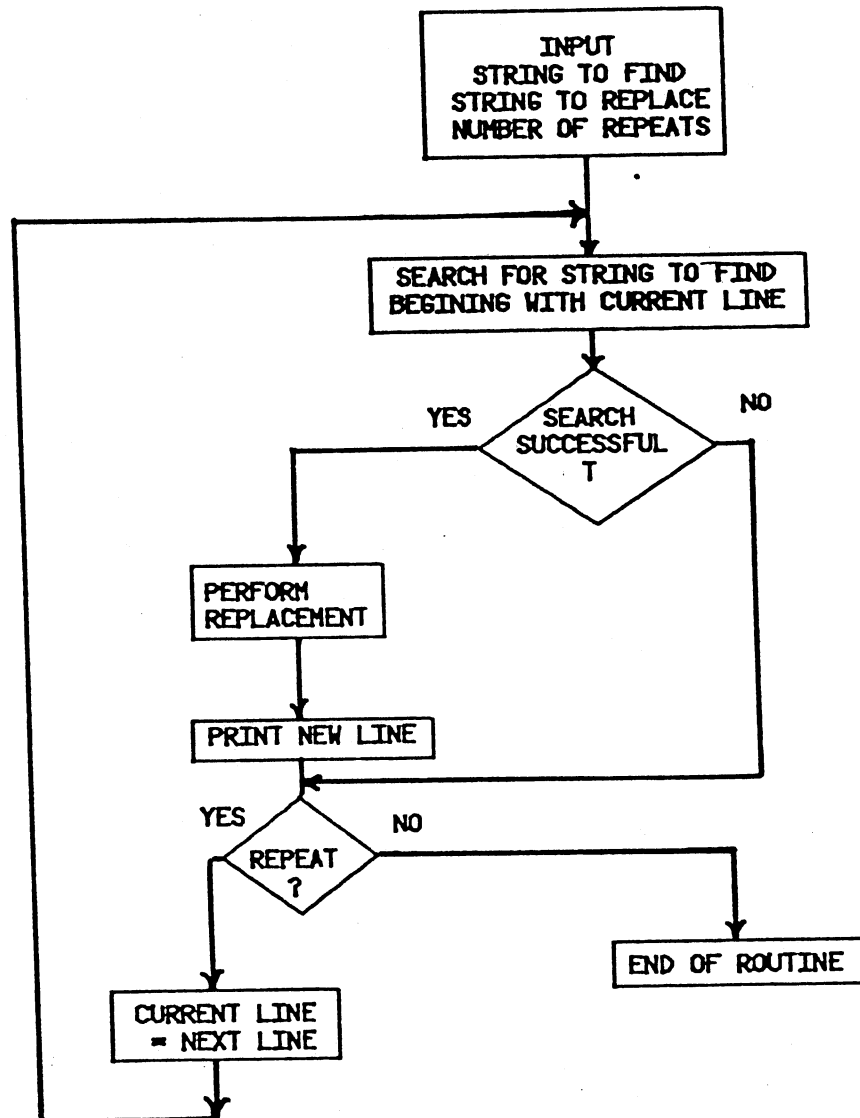 INPUT
STRING TO FIND
STRING TO REPLACE
NUMBER OF REPEATS
SEARCH FOR STRING TO FIND
BEGINING WITH CURRENT LINE
YES
NO
SEARCH
SUCCESSFUL
T
PERFORM
REPLACEMENT
PRINT NEW LINE
YES
NO
REPEAT
?
END OF ROUTINE
CURRENT LINE
= NEXT LINE